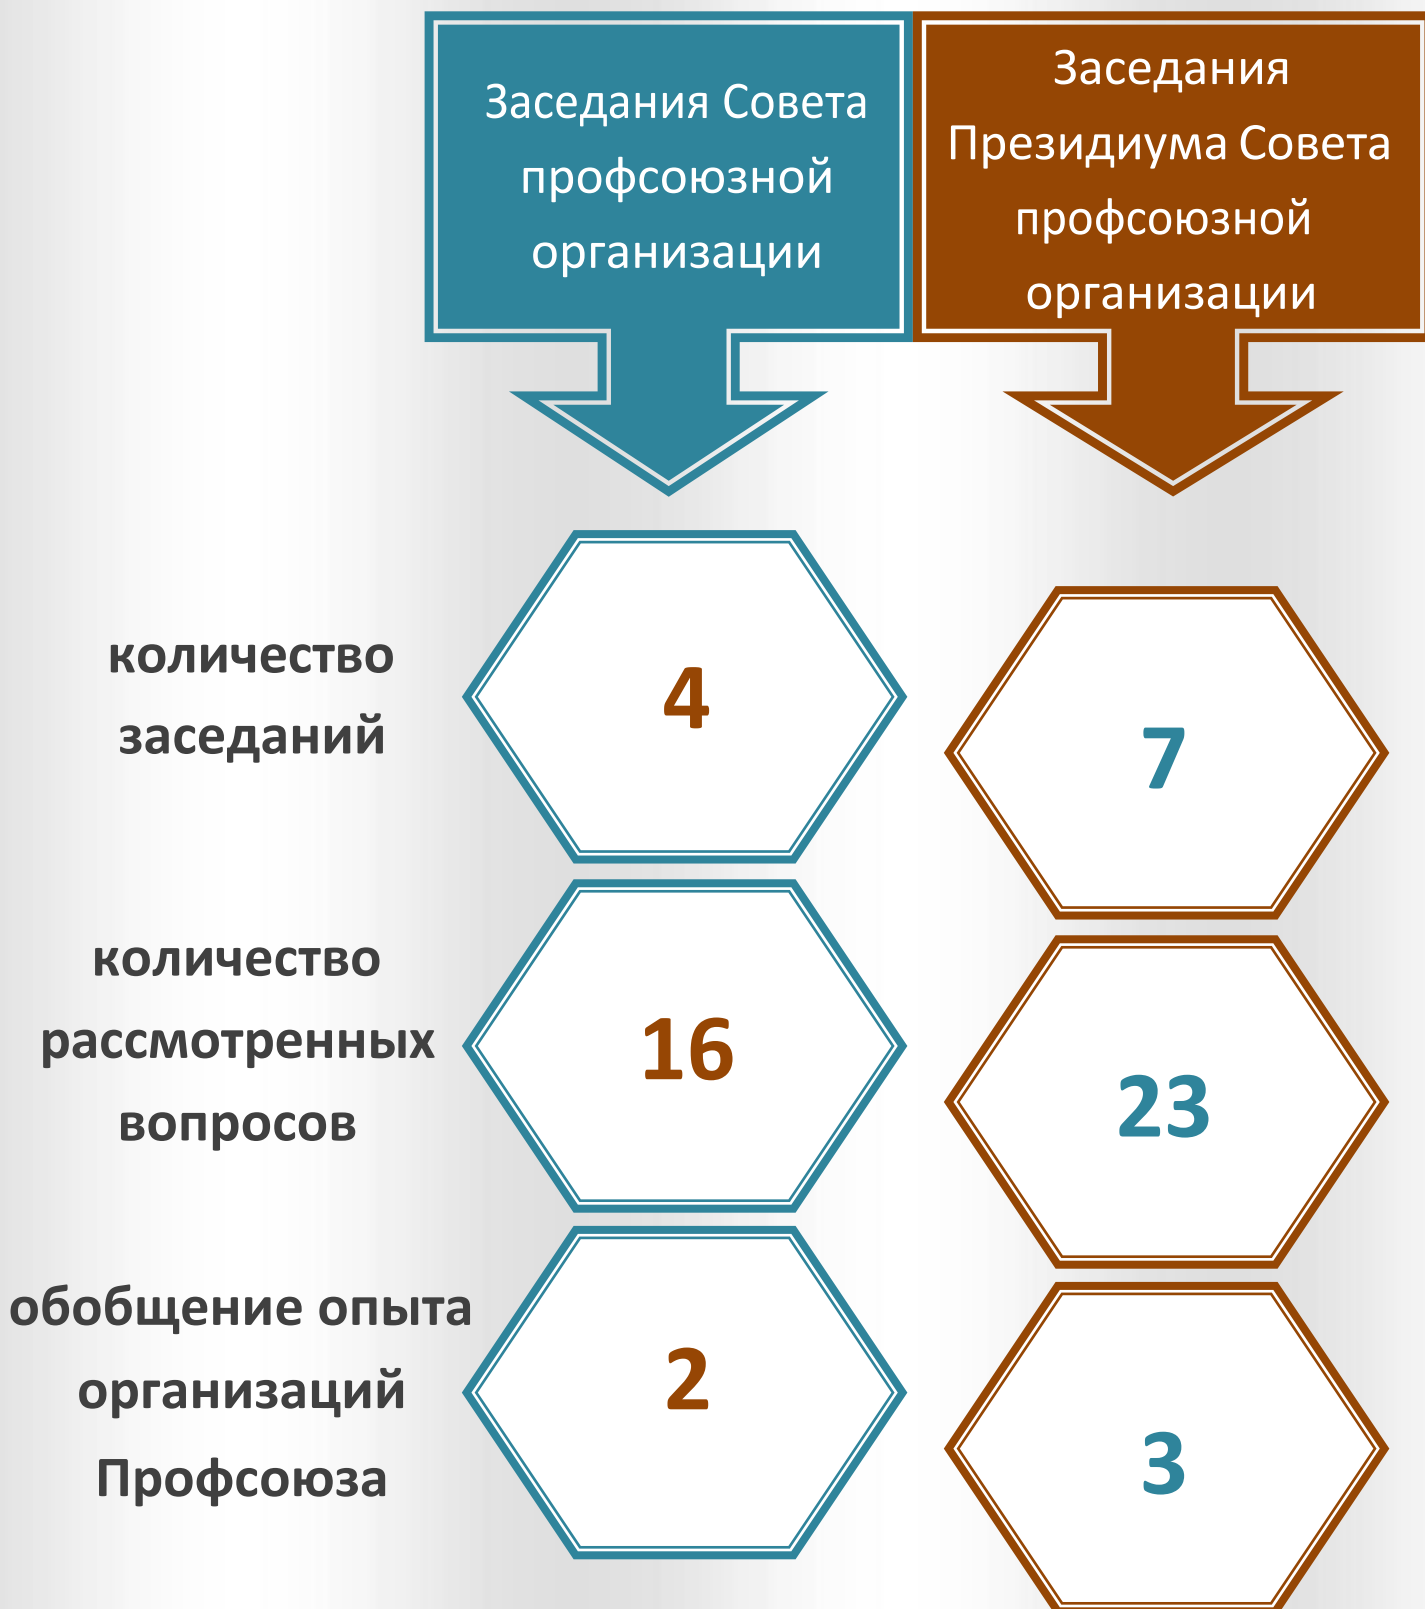 Заседания Совета
профсоюзной
организации
Заседания
Президиума Совета
профсоюзной
организации
количество
заседаний
4
7
количество
рассмотренных
вопросов
16
23
обобщение опыта
организаций
Профсоюза
2
3